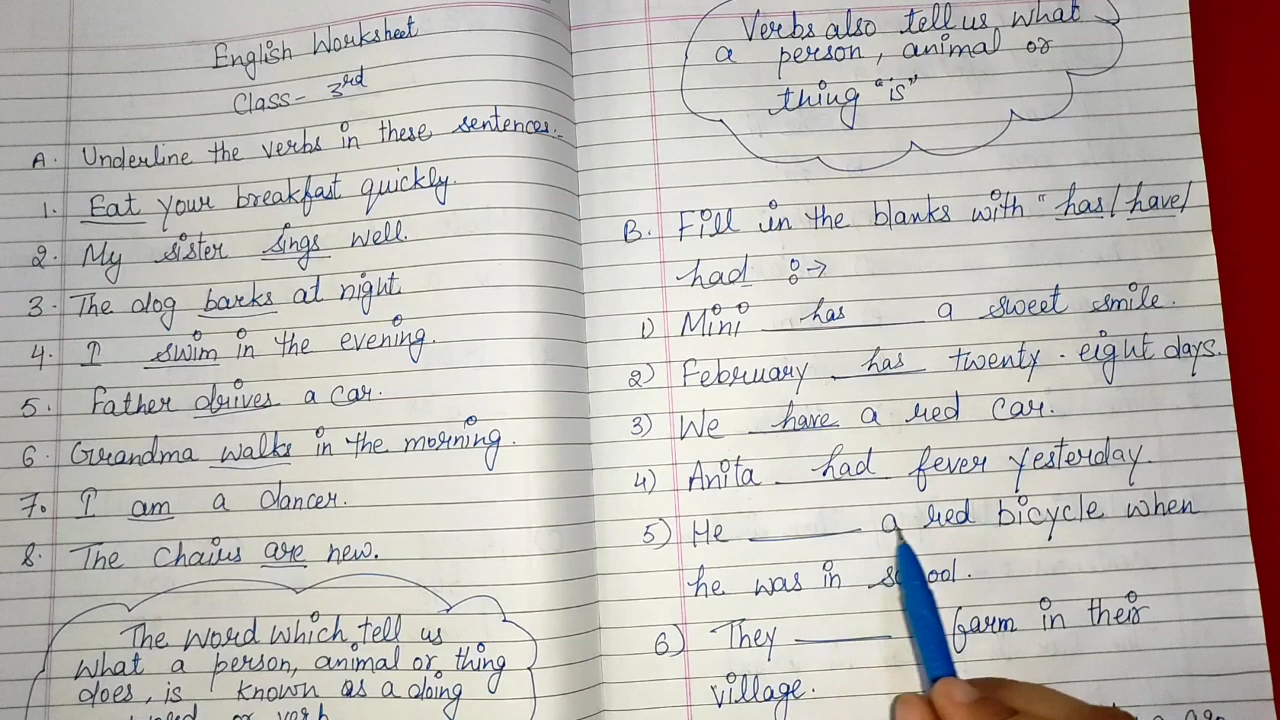 English Worksheet
Class- 3rd
A. Underline the verbs in these sentences.
1. Eat your breakfast quickly.
2. My sister sings well.
3. The dog barks at night
4. I swim in the evening.
5. Father drives a car.
6. Grandma walks in the morning.
7. I am a dancer.
8. The Chairs are new.
The word which tell us
what a person, animal or thing
does, is known as a doing
or verb
Verbs also tell us what
a person, animal or
thing "is"
B. Fill in the blanks with "has/have/
had :→
1) Mini has a sweet smile.
2) February has twenty-eight days.
3) We have a red car.
4) Anita had fever yesterday.
5) He ______ a red bicycle when
he was in school.
6) They ______ farm in their
village.